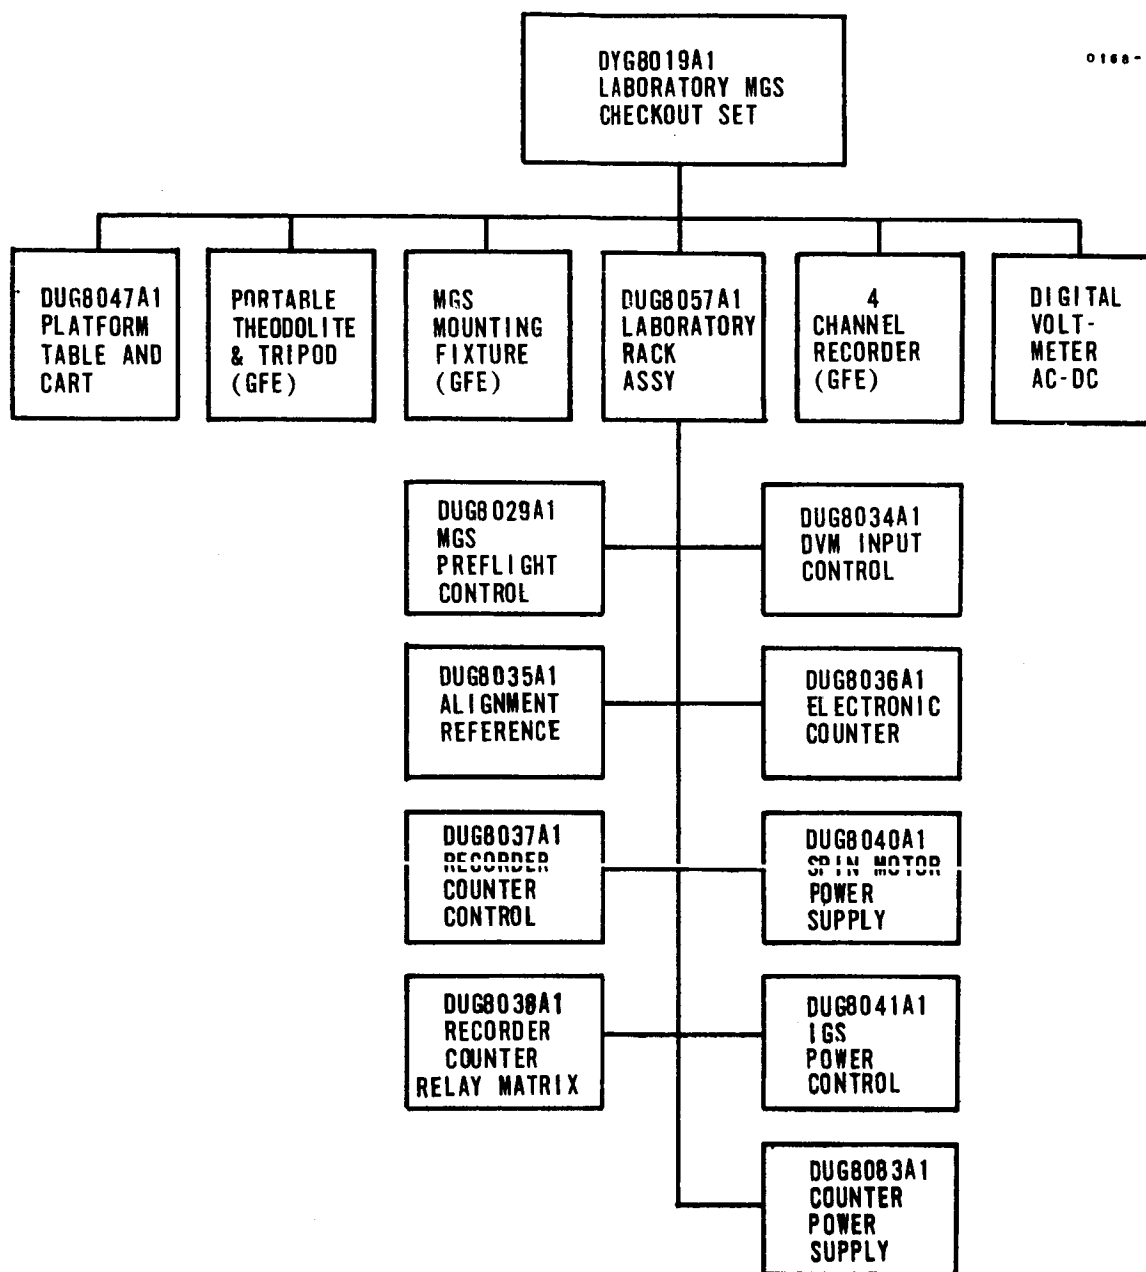 0168-
DYG8019A1
LABORATORY MGS
CHECKOUT SET
DUG8047A1
PLATFORM
TABLE AND
CART
PORTABLE
THEODOLITE
& TRIPOD
(GFE)
MGS
MOUNTING
FIXTURE
(GFE)
DUG8057A1
LABORATORY
RACK
ASSY
4
CHANNEL
RECORDER
(GFE)
DIGITAL
VOLT-
METER
AC-DC
DUG8029A1
MGS
PREFLIGHT
CONTROL
DUG8034A1
DVM INPUT
CONTROL
DUG8035A1
ALIGNMENT
REFERENCE
DUG8036A1
ELECTRONIC
COUNTER
DUG8037A1
RECORDER
COUNTER
CONTROL
DUG8040A1
SPIN MOTOR
POWER
SUPPLY
DUG8038A1
RECORDER
COUNTER
RELAY MATRIX
DUG8041A1
IGS
POWER
CONTROL
DUG8083A1
COUNTER
POWER
SUPPLY